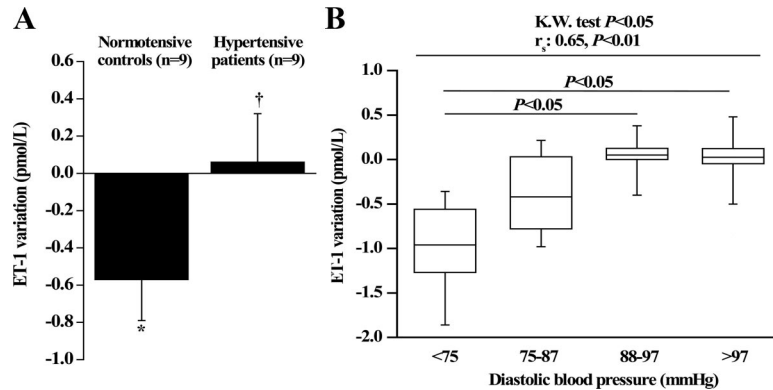 A
Normotensive Hypertensive
controls (n=9) patients (n=9)
0.6
0.4
0.2
0.0
-0.2
-0.4
-0.6
-0.8
-1.0
ET-1 variation (pmol/L)
†
*
B
K.W. test P<0.05
rs: 0.65, P<0.01
P<0.05
P<0.05
1.0
0.5
0.0
-0.5
-1.0
-1.5
-2.0
ET-1 variation (pmol/L)
<75 75-87 88-97 >97
Diastolic blood pressure (mmHg)